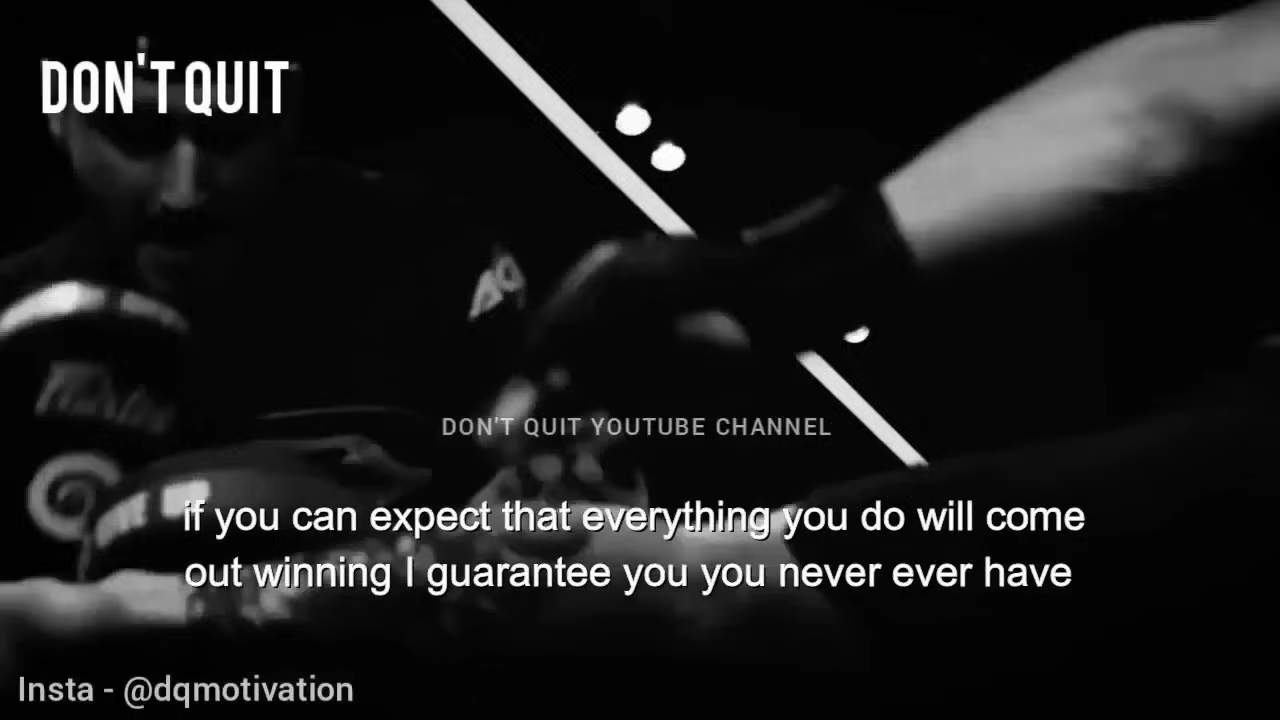 DON'T QUIT
DON'T QUIT YOUTUBE CHANNEL
if you can expect that everything you do will come
out winning I guarantee you you never ever have
Insta - @dqmotivation